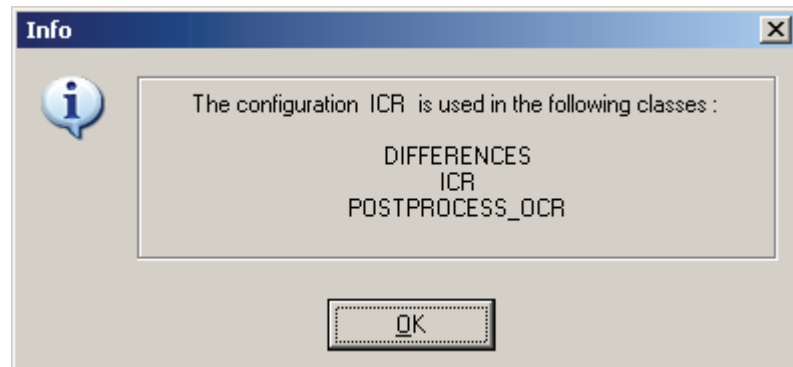 Info
The configuration ICR is used in the following classes :
DIFFERENCES
ICR
POSTPROCESS_OCR
OK